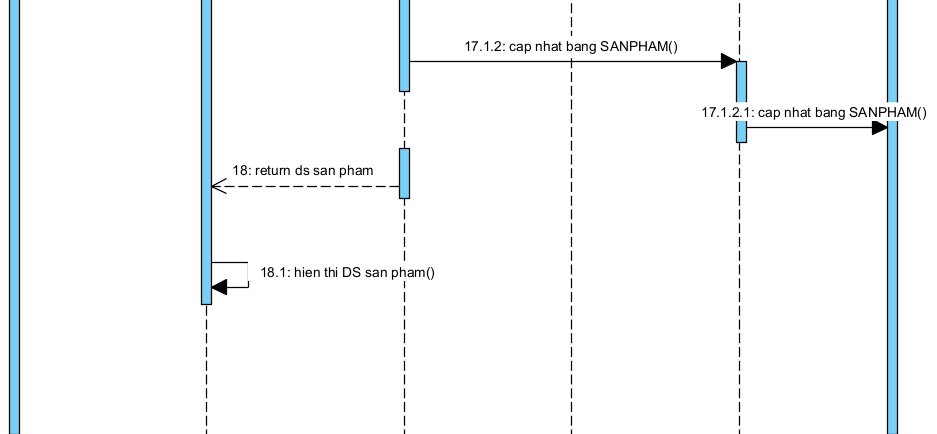 17.1.2: cap nhat bang SANPHAM()
17.1.2.1: cap nhat bang SANPHAM()
18: return ds san pham
18.1: hien thi DS san pham()